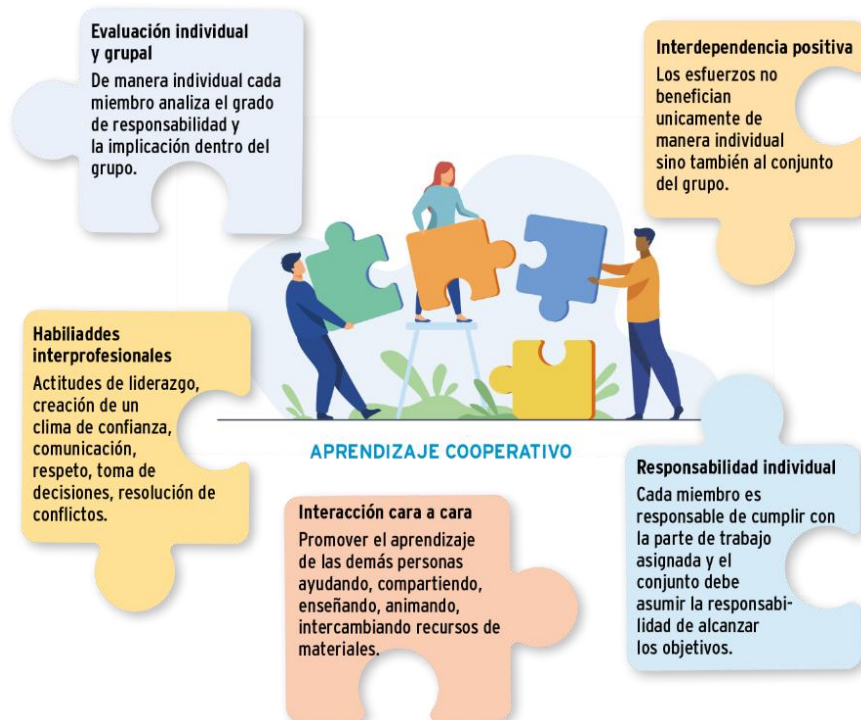 Evaluación individual
y grupal
De manera individual cada
miembro analiza el grado
de responsabilidad y
la implicación dentro del
grupo.
Interdependencia positiva
Los esfuerzos no
benefician
unicamente de
manera individual
sino también al conjunto
del grupo.
Habiliaddes
interprofesionales
Actitudes de liderazgo,
creación de un
clima de confianza,
comunicación,
respeto, toma de
decisiones, resolución de
conflictos.
APRENDIZAJE COOPERATIVO
Interacción cara a cara
Promover el aprendizaje
de las demás personas
ayudando, compartiendo,
enseñando, animando,
intercambiando recursos de
materiales.
Responsabilidad individual
Cada miembro es
responsable de cumplir con
la parte de trabajo
asignada y el
conjunto debe
asumir la responsabi-
lidad de alcanzar
los objetivos.